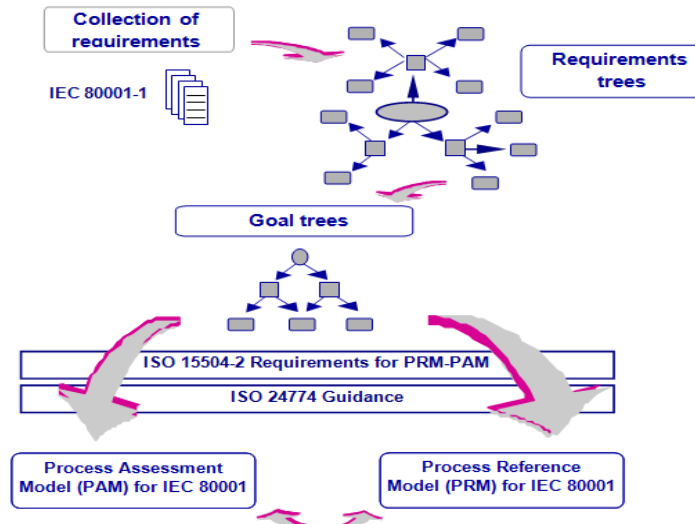 Collection of
requirements
IEC 80001-1
Requirements
trees
Goal trees
ISO 15504-2 Requirements for PRM-PAM
ISO 24774 Guidance
Process Assessment
Model (PAM) for IEC 80001
Process Reference
Model (PRM) for IEC 80001